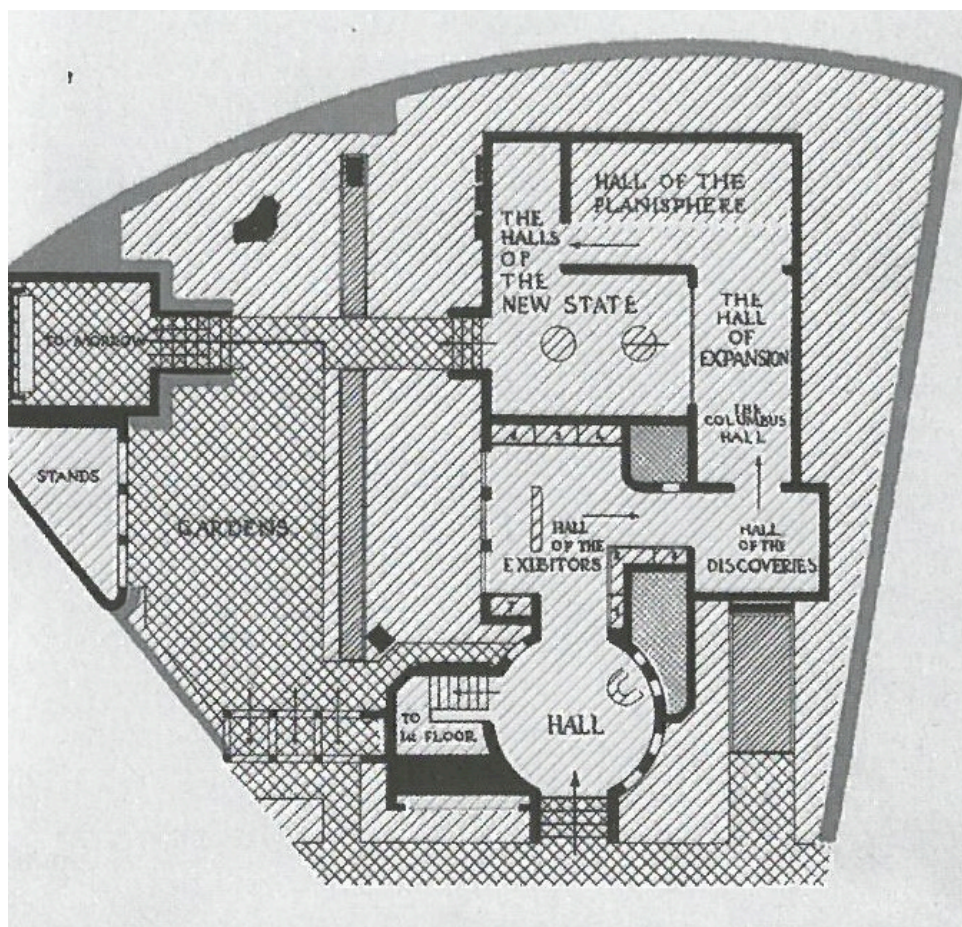 HALL OF THE
PLANISPHERE
THE
HALLS
OF
THE
NEW STATE
THE
HALL
OF
EXPANSION
THE
COLUMBUS
HALL
TO MORROW
STANDS
GARDENS
HALL
OF THE
EXIBITORS
HALL
OF THE
DISCOVERIES
TO
1st FLOOR
HALL